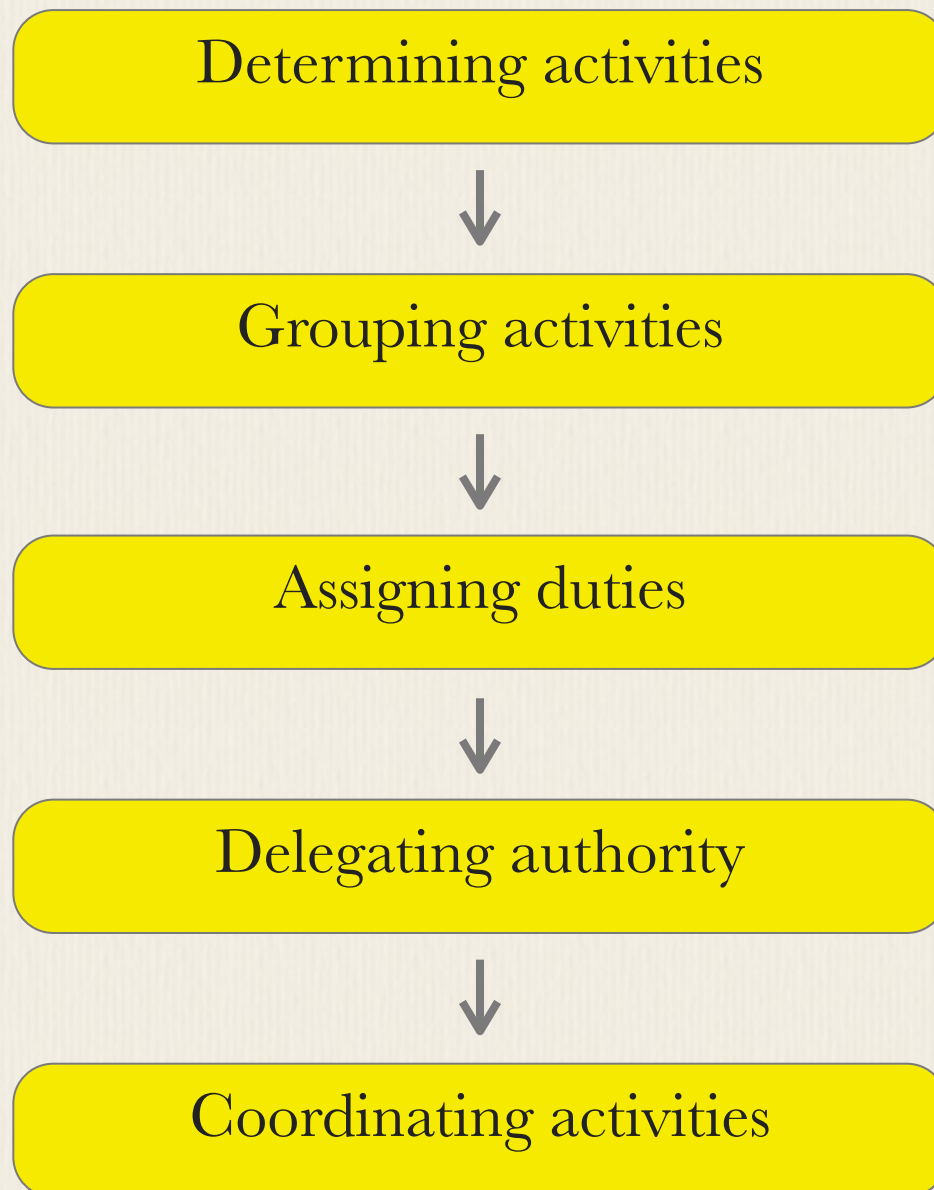 Determining activities
Grouping activities
Assigning duties
Delegating authority
Coordinating activities